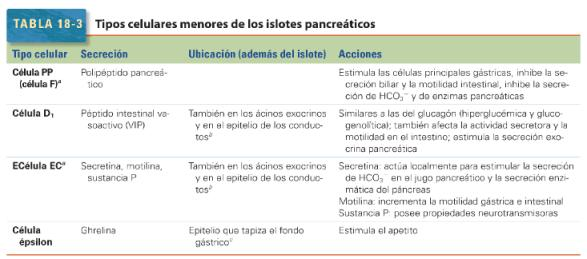 TABLA 18-3 Tipos celulares menores de los islotes pancreáticos
Tipo celular Secreción Ubicación (además del islote) Acciones
Célula PP Polipéptido pancreá- Estimula las células principales gástricas, inhibe la se-
(célula F)ª tico creción biliar y la motilidad intestinal, inhibe la secre-
ción de HCO₃⁻ y de enzimas pancreáticas
Célula D₁ Péptido intestinal va- También en los ácinos exocrinos Similares a las del glucagón (hiperglucémica y gluco-
soactivo (VIP) y en el epitelio de los conduc- genolítica); también afecta la actividad secretora y la
tosᵇ motilidad en el intestino; estimula la secreción exo-
crina pancreática
ECélula ECª Secretina, motilina, También en los ácinos exocrinos Secretina: actúa localmente para estimular la secreción
sustancia P y en el epitelio de los conduc- de HCO₃⁻ en el jugo pancreático y la secreción enzi-
tosᵇ mática del páncreas
Motilina: incrementa la motilidad gástrica e intestinal
Sustancia P: posee propiedades neurotransmisoras
Célula Ghrelina Epitelio que tapiza el fondo Estimula el apetito
épsilon gástricoᶜ